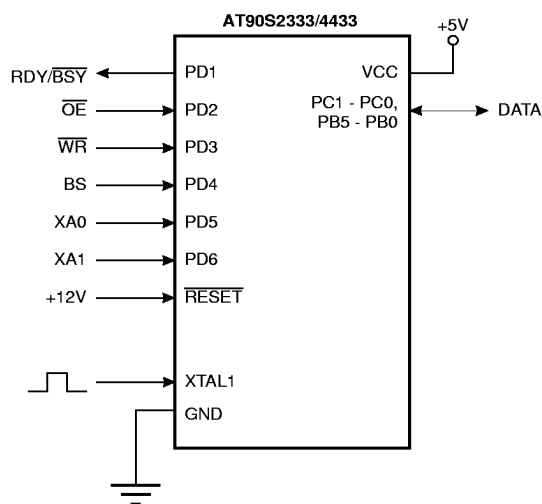 AT90S2333/4433
+5V
RDY/BSY PD1 VCC
OE PD2 PC1 - PC0, DATA
PB5 - PB0
WR PD3
BS PD4
XA0 PD5
XA1 PD6
+12V RESET
XTAL1
GND